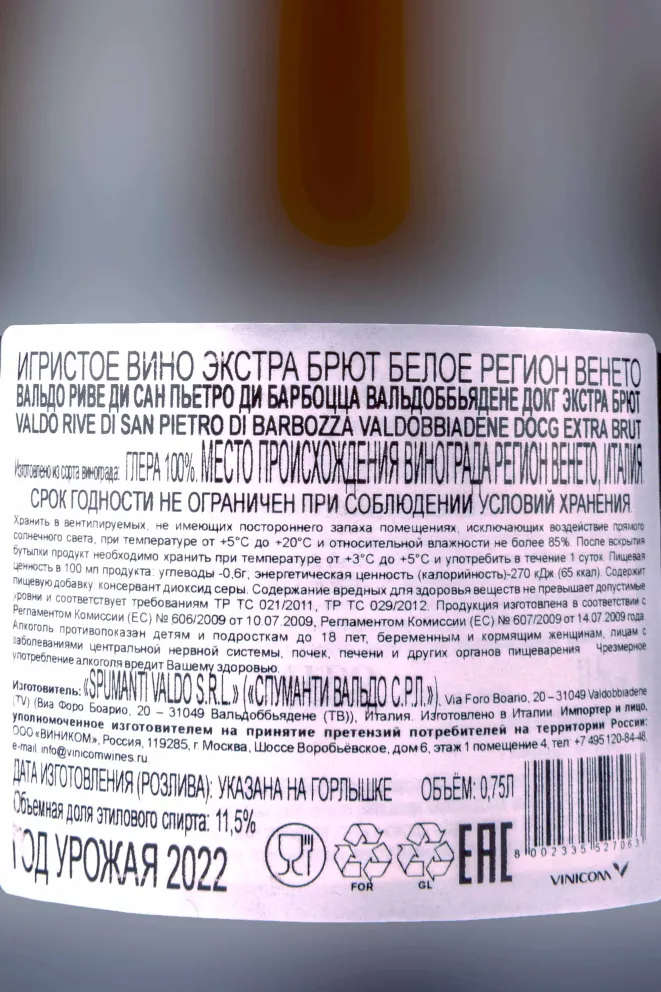 ИГРИСТОЕ ВИНО ЭКСТРА БРЮТ БЕЛОЕ РЕГИОН ВЕНЕТО
ВАЛЬДО РИВЕ ДИ САН ПЬЕТРО ДИ БАРБОЦЦА ВАЛЬДОББЬЯДЕНЕ ДОКГ ЭКСТРА БРЮТ
VALDO RIVE DI SAN PIETRO DI BARBOZZA VALDOBBIADENE DOCG EXTRA BRUT
Изготовлено из сорта винограда: ГЛЕРА 100%. МЕСТО ПРОИСХОЖДЕНИЯ ВИНОГРАДА РЕГИОН ВЕНЕТО, ИТАЛИЯ.
СРОК ГОДНОСТИ НЕ ОГРАНИЧЕН ПРИ СОБЛЮДЕНИИ УСЛОВИЙ ХРАНЕНИЯ.
Хранить в вентилируемых, не имеющих постороннего запаха помещениях, исключающих воздействие прямого
солнечного света, при температуре от +5°С до +20°С и относительной влажности не более 85%. После вскрытия
бутылки продукт необходимо хранить при температуре от +3°С до +5°С и употребить в течение 1 суток. Пищевая
ценность в 100 мл продукта: углеводы -0,6г; энергетическая ценность (калорийность)-270 кДж (65 ккал). Содержит
пищевую добавку: консервант диоксид серы. Содержание вредных для здоровья веществ не превышает допустимые
уровни и соответствует требованиям ТР ТС 021/2011, ТР ТС 029/2012. Продукция изготовлена в соответствии с
Регламентом Комиссии (ЕС) № 606/2009 от 10.07.2009, Регламентом Комиссии (ЕС) № 607/2009 от 14.07.2009 года.
Алкоголь противопоказан детям и подросткам до 18 лет, беременным и кормящим женщинам, лицам с
заболеваниями центральной нервной системы, почек, печени и других органов пищеварения. Чрезмерное
употребление алкоголя вредит Вашему здоровью.
Изготовитель: «SPUMANTI VALDO S.R.L.» («СПУМАНТИ ВАЛЬДО С.Р.Л.»), Via Foro Boario, 20 – 31049 Valdobbiadene
(TV) (Виа Форо Боарио, 20 – 31049 Вальдоббьядене (ТВ)), Италия. Изготовлено в Италии. Импортер и лицо,
уполномоченное изготовителем на принятие претензий потребителей на территории России:
ООО «ВИНИКОМ», Россия, 119285, г. Москва, Шоссе Воробьёвское, дом 6, этаж 1 помещение 4, тел. +7 495 120-84-48,
e-mail info@vinicomwines.ru.
ДАТА ИЗГОТОВЛЕНИЯ (РОЗЛИВА): УКАЗАНА НА ГОРЛЫШКЕ ОБЪЁМ: 0,75Л
Объемная доля этилового спирта: 11,5%
ГОД УРОЖАЯ 2022
FOR
GL
EAC
8 002335 527063
VINICOM